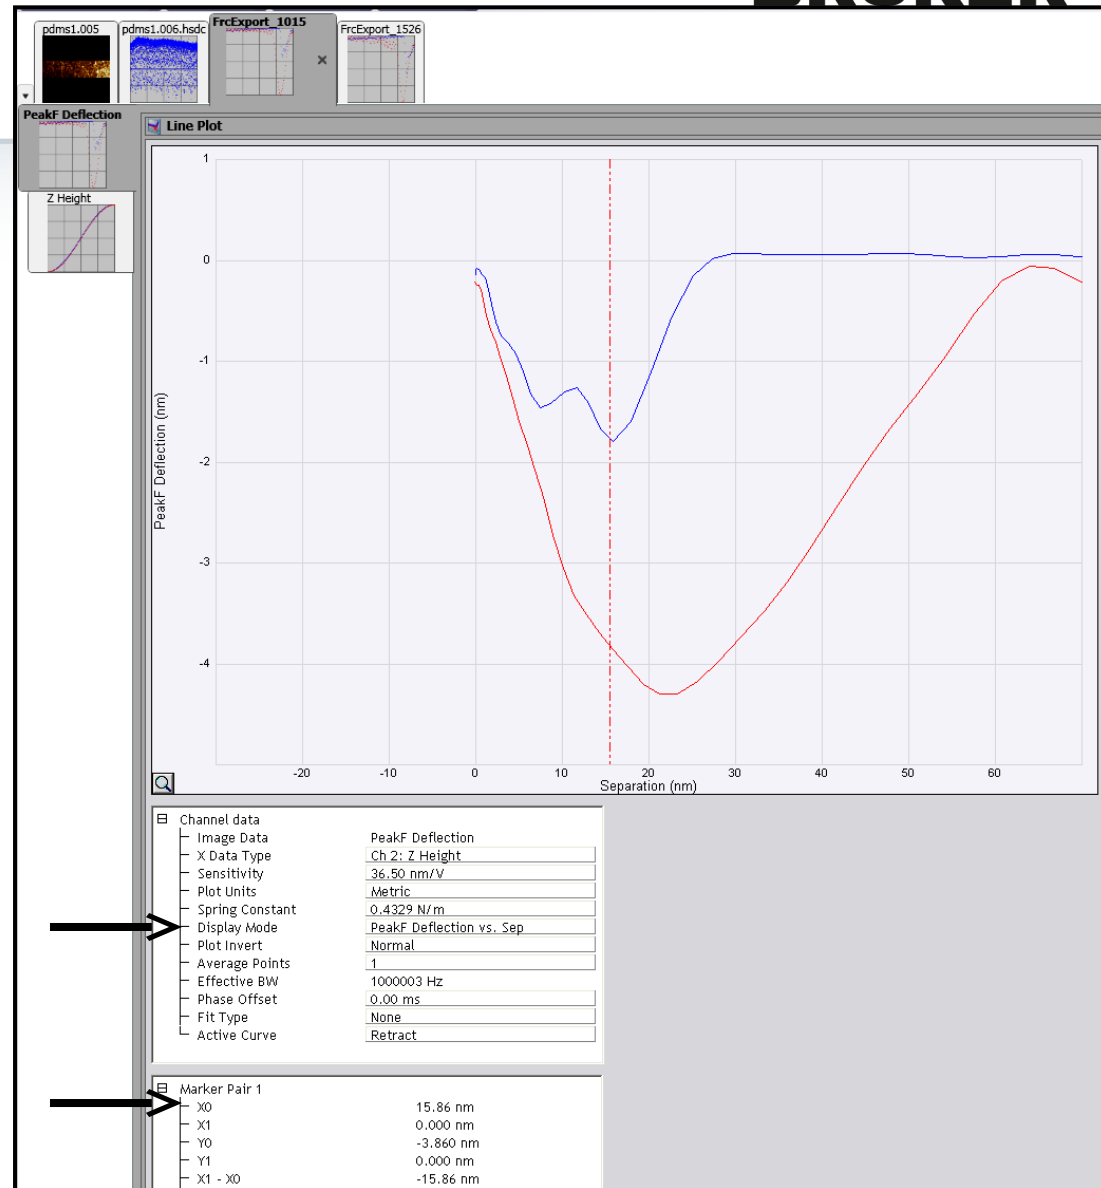 BRUKER
pdms1.005
pdms1.006.hsdc
FrcExport_1015
FrcExport_1526
PeakF Deflection
Z Height
Line Plot
1
0
-1
-2
-3
-4
PeakF Deflection (nm)
-20 -10 0 10 20 30 40 50 60
Separation (nm)
Channel data
Image Data PeakF Deflection
X Data Type Ch 2: Z Height
Sensitivity 36.50 nm/V
Plot Units Metric
Spring Constant 0.4329 N/m
Display Mode PeakF Deflection vs. Sep
Plot Invert Normal
Average Points 1
Effective BW 1000003 Hz
Phase Offset 0.00 ms
Fit Type None
Active Curve Retract
Marker Pair 1
X0 15.86 nm
X1 0.000 nm
Y0 -3.860 nm
Y1 0.000 nm
X1 - X0 -15.86 nm